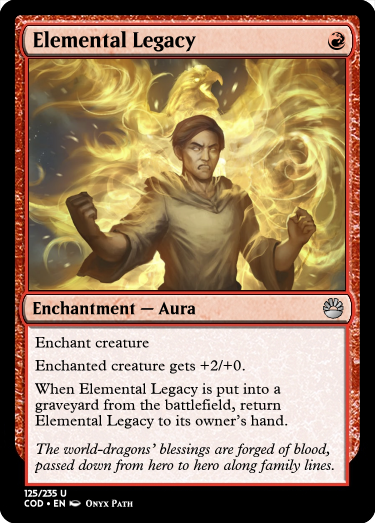 Elemental Legacy
Enchantment — Aura
Enchant creature
Enchanted creature gets +2/+0.
When Elemental Legacy is put into a
graveyard from the battlefield, return
Elemental Legacy to its owner's hand.
The world-dragons' blessings are forged of blood,
passed down from hero to hero along family lines.
125/235 U
COD • EN Onyx Path